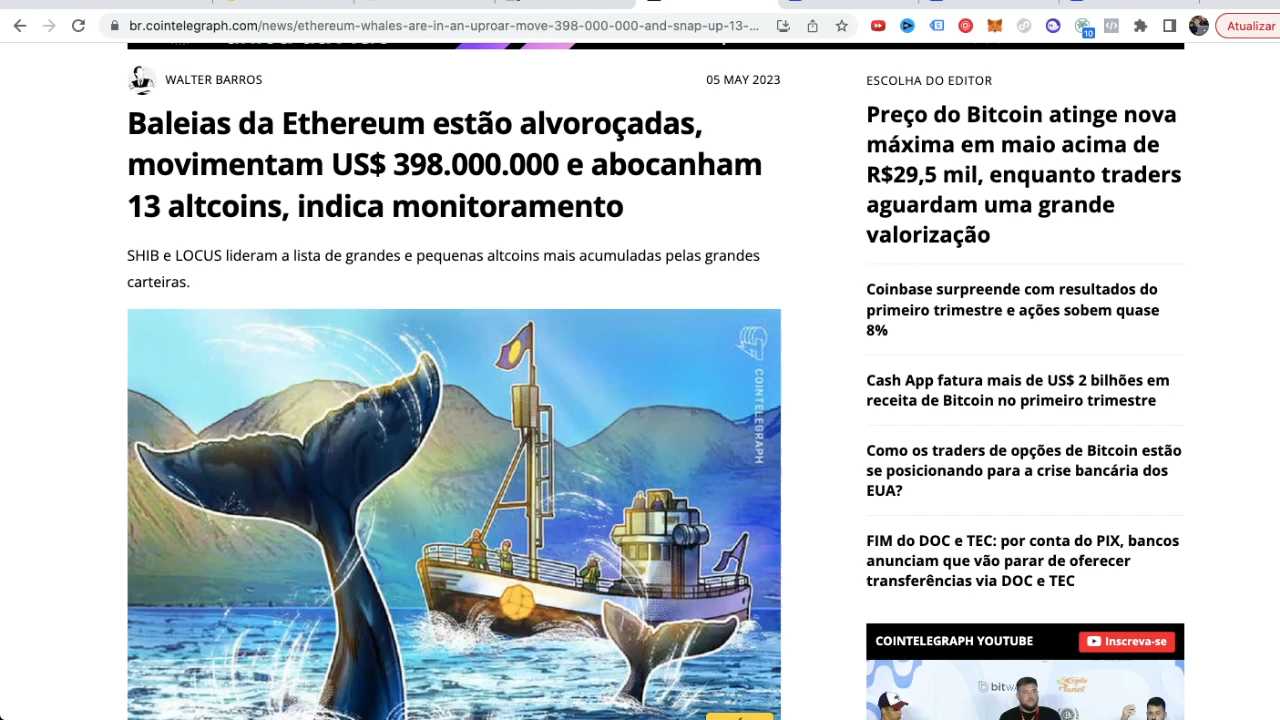 br.cointelegraph.com/news/ethereum-whales-are-in-an-uproar-move-398-000-000-and-snap-up-13-...
10
Atualizar
WALTER BARROS
05 MAY 2023
Baleias da Ethereum estão alvoroçadas,
movimentam US$ 398.000.000 e abocanham
13 altcoins, indica monitoramento
SHIB e LOCUS lideram a lista de grandes e pequenas altcoins mais acumuladas pelas grandes
carteiras.
COINTELEGRAPH
ESCOLHA DO EDITOR
Preço do Bitcoin atinge nova
máxima em maio acima de
R$29,5 mil, enquanto traders
aguardam uma grande
valorização
Coinbase surpreende com resultados do
primeiro trimestre e ações sobem quase
8%
Cash App fatura mais de US$ 2 bilhões em
receita de Bitcoin no primeiro trimestre
Como os traders de opções de Bitcoin estão
se posicionando para a crise bancária dos
EUA?
FIM do DOC e TEC: por conta do PIX, bancos
anunciam que vão parar de oferecer
transferências via DOC e TEC
COINTELEGRAPH YOUTUBE
Inscreva-se